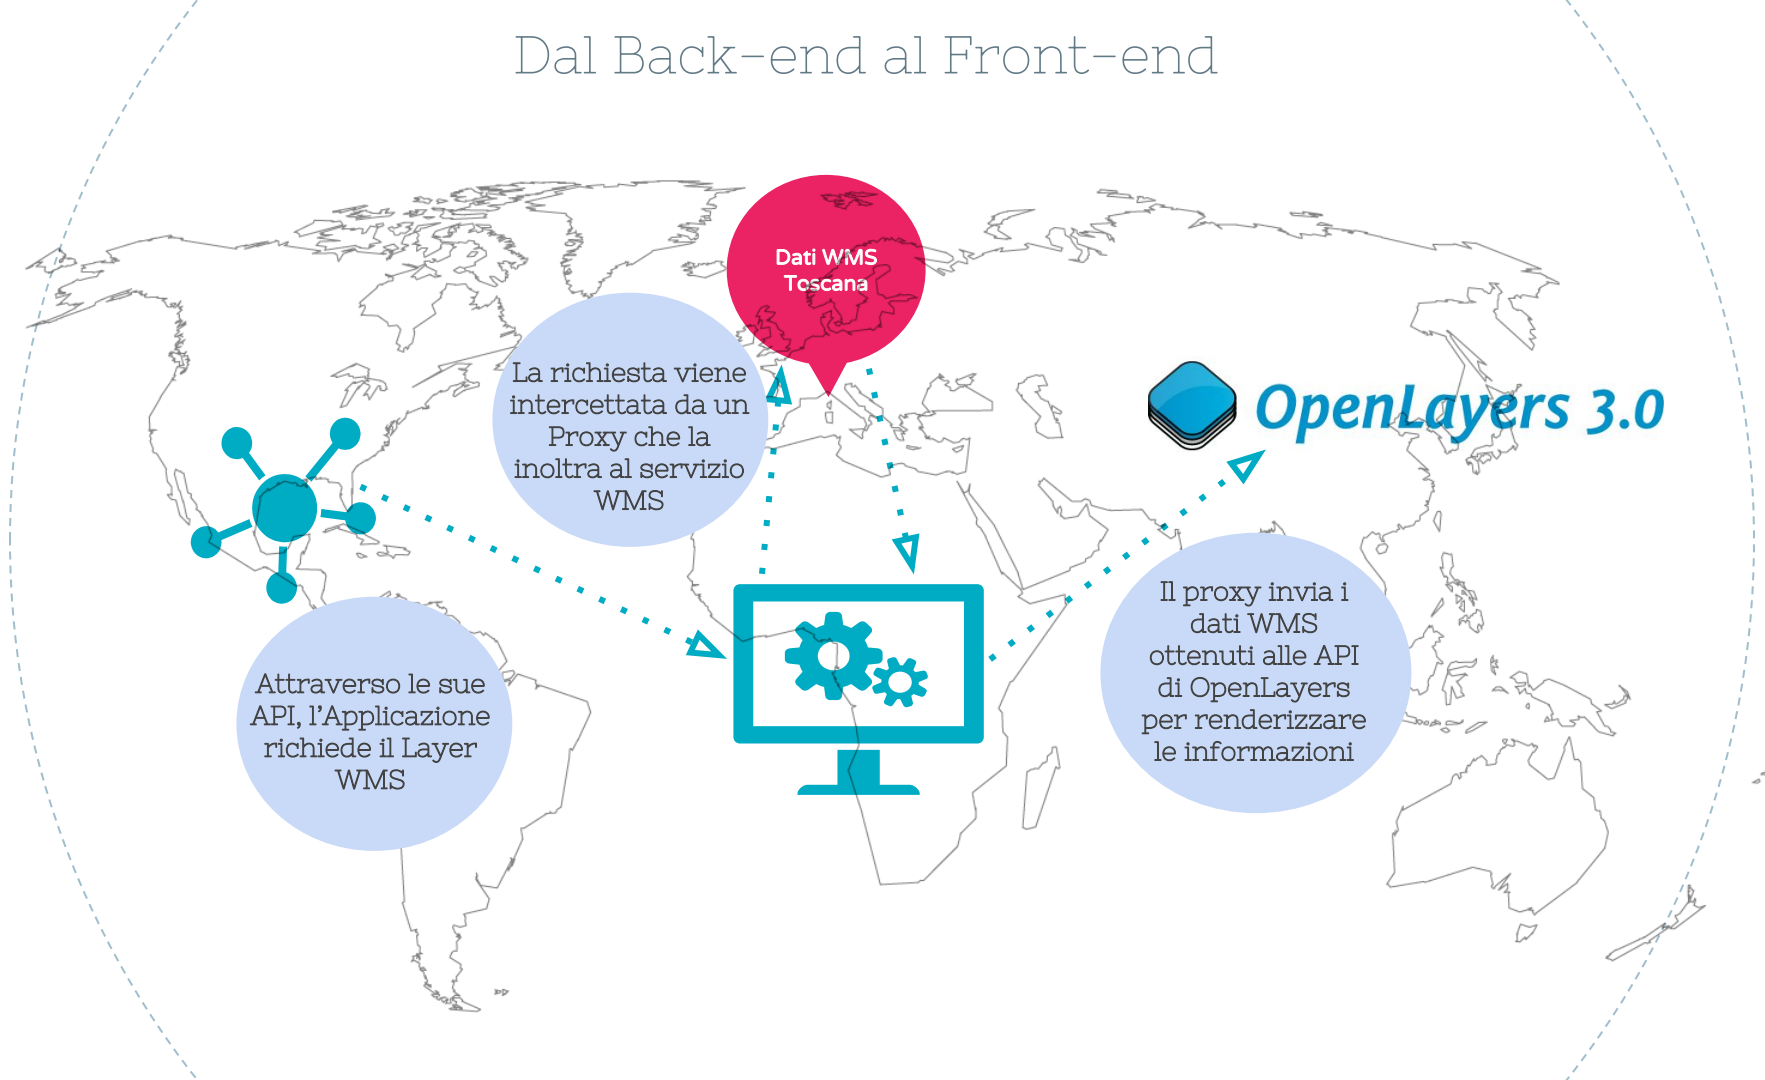 Dal Back-end al Front-end
Dati WMS
Toscana
La richiesta viene
intercettata da un
Proxy che la
inoltra al servizio
WMS
OpenLayers 3.0
Attraverso le sue
API, l'Applicazione
richiede il Layer
WMS
Il proxy invia i
dati WMS
ottenuti alle API
di OpenLayers
per renderizzare
le informazioni